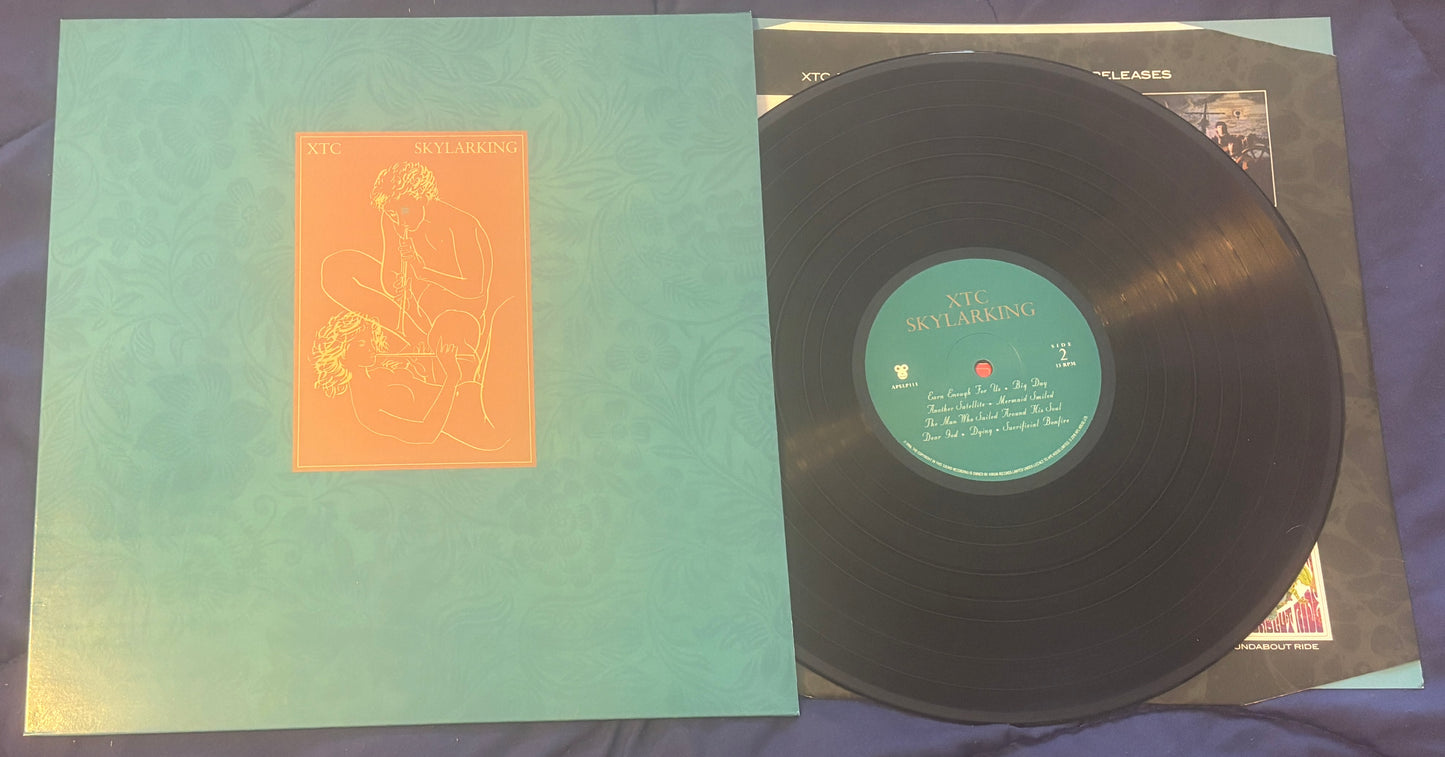 XTC SKYLARKING
XTC
RELEASES
XTC
SKYLARKING
SIDE
2
33 RPM
APELP111
Earn Enough For Us • Big Day
Another Satellite • Mermaid Smiled
The Man Who Sailed Around His Soul
Dear God • Dying • Sacrificial Bonfire
UNDABOUT RIDE